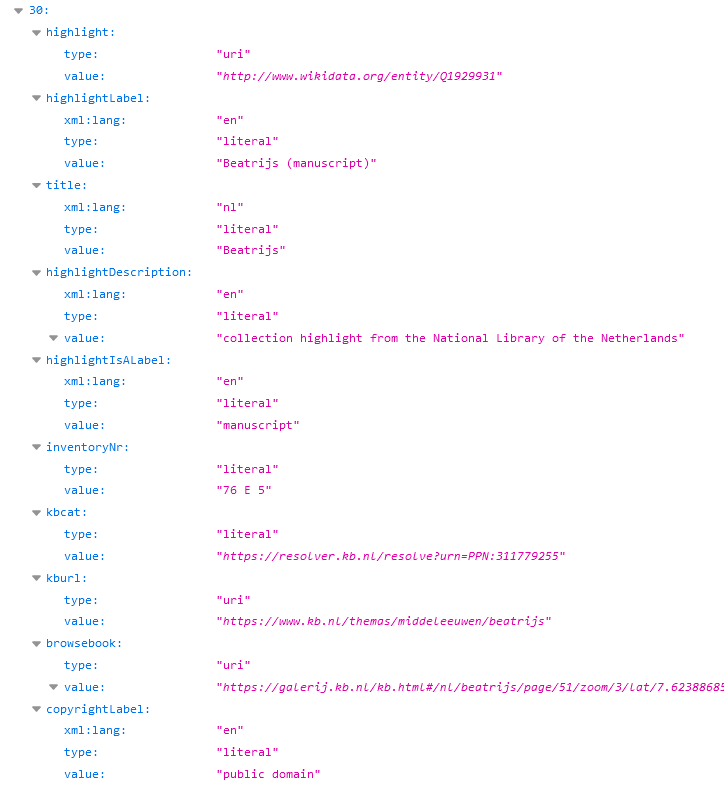 30:
highlight:
type: "uri"
value: "http://www.wikidata.org/entity/Q1929931"
highlightLabel:
xml:lang: "en"
type: "literal"
value: "Beatrijs (manuscript)"
title:
xml:lang: "nl"
type: "literal"
value: "Beatrijs"
highlightDescription:
xml:lang: "en"
type: "literal"
value: "collection highlight from the National Library of the Netherlands"
highlightIsALabel:
xml:lang: "en"
type: "literal"
value: "manuscript"
inventoryNr:
type: "literal"
value: "76 E 5"
kbcat:
type: "literal"
value: "https://resolver.kb.nl/resolve?urn=PPN:311779255"
kburl:
type: "uri"
value: "https://www.kb.nl/themas/middeleeuwen/beatrijs"
browsebook:
type: "uri"
value: "https://galerij.kb.nl/kb.html#/nl/beatrijs/page/51/zoom/3/lat/7.62388685
copyrightLabel:
xml:lang: "en"
type: "literal"
value: "public domain"